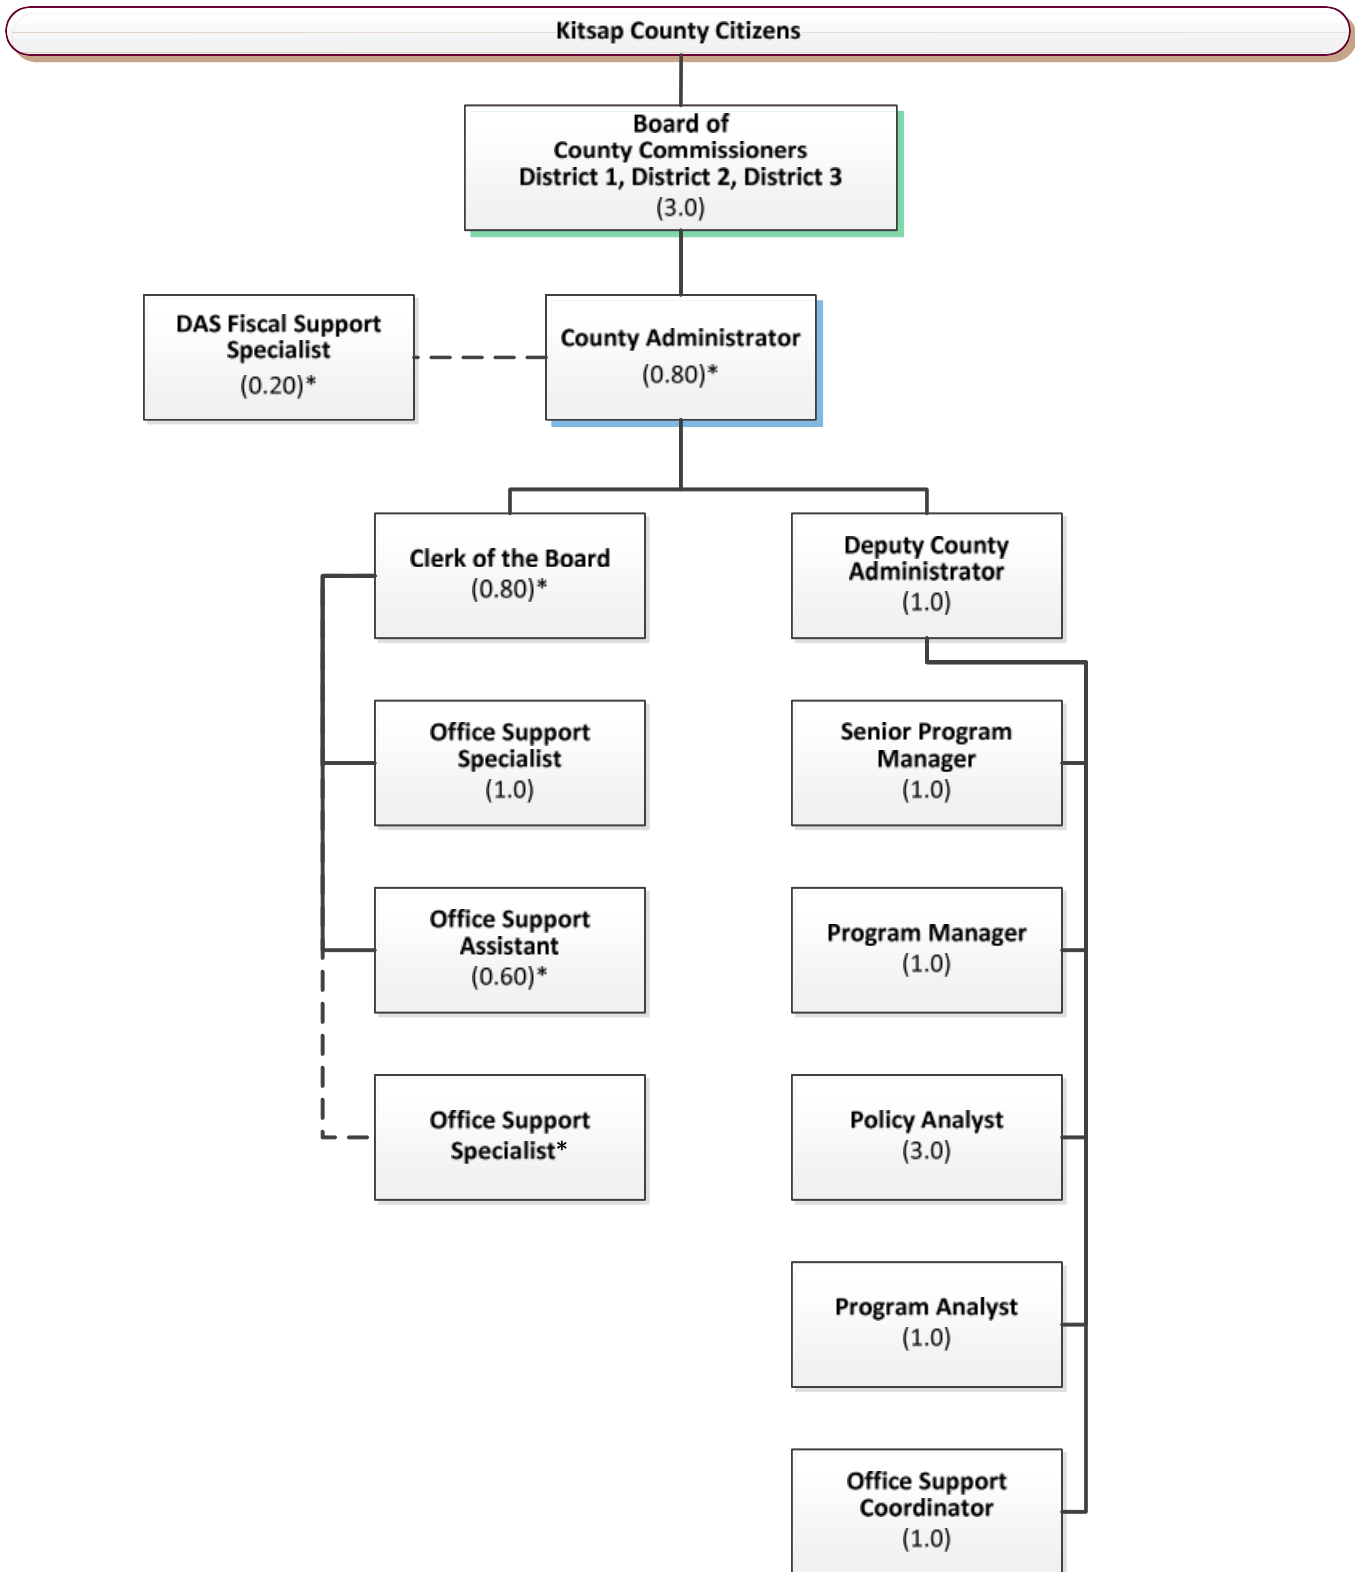 Kitsap County Citizens
Board of
County Commissioners
District 1, District 2, District 3
(3.0)
DAS Fiscal Support
Specialist
(0.20)*
County Administrator
(0.80)*
Clerk of the Board
(0.80)*
Deputy County
Administrator
(1.0)
Office Support
Specialist
(1.0)
Senior Program
Manager
(1.0)
Office Support
Assistant
(0.60)*
Program Manager
(1.0)
Office Support
Specialist*
Policy Analyst
(3.0)
Program Analyst
(1.0)
Office Support
Coordinator
(1.0)